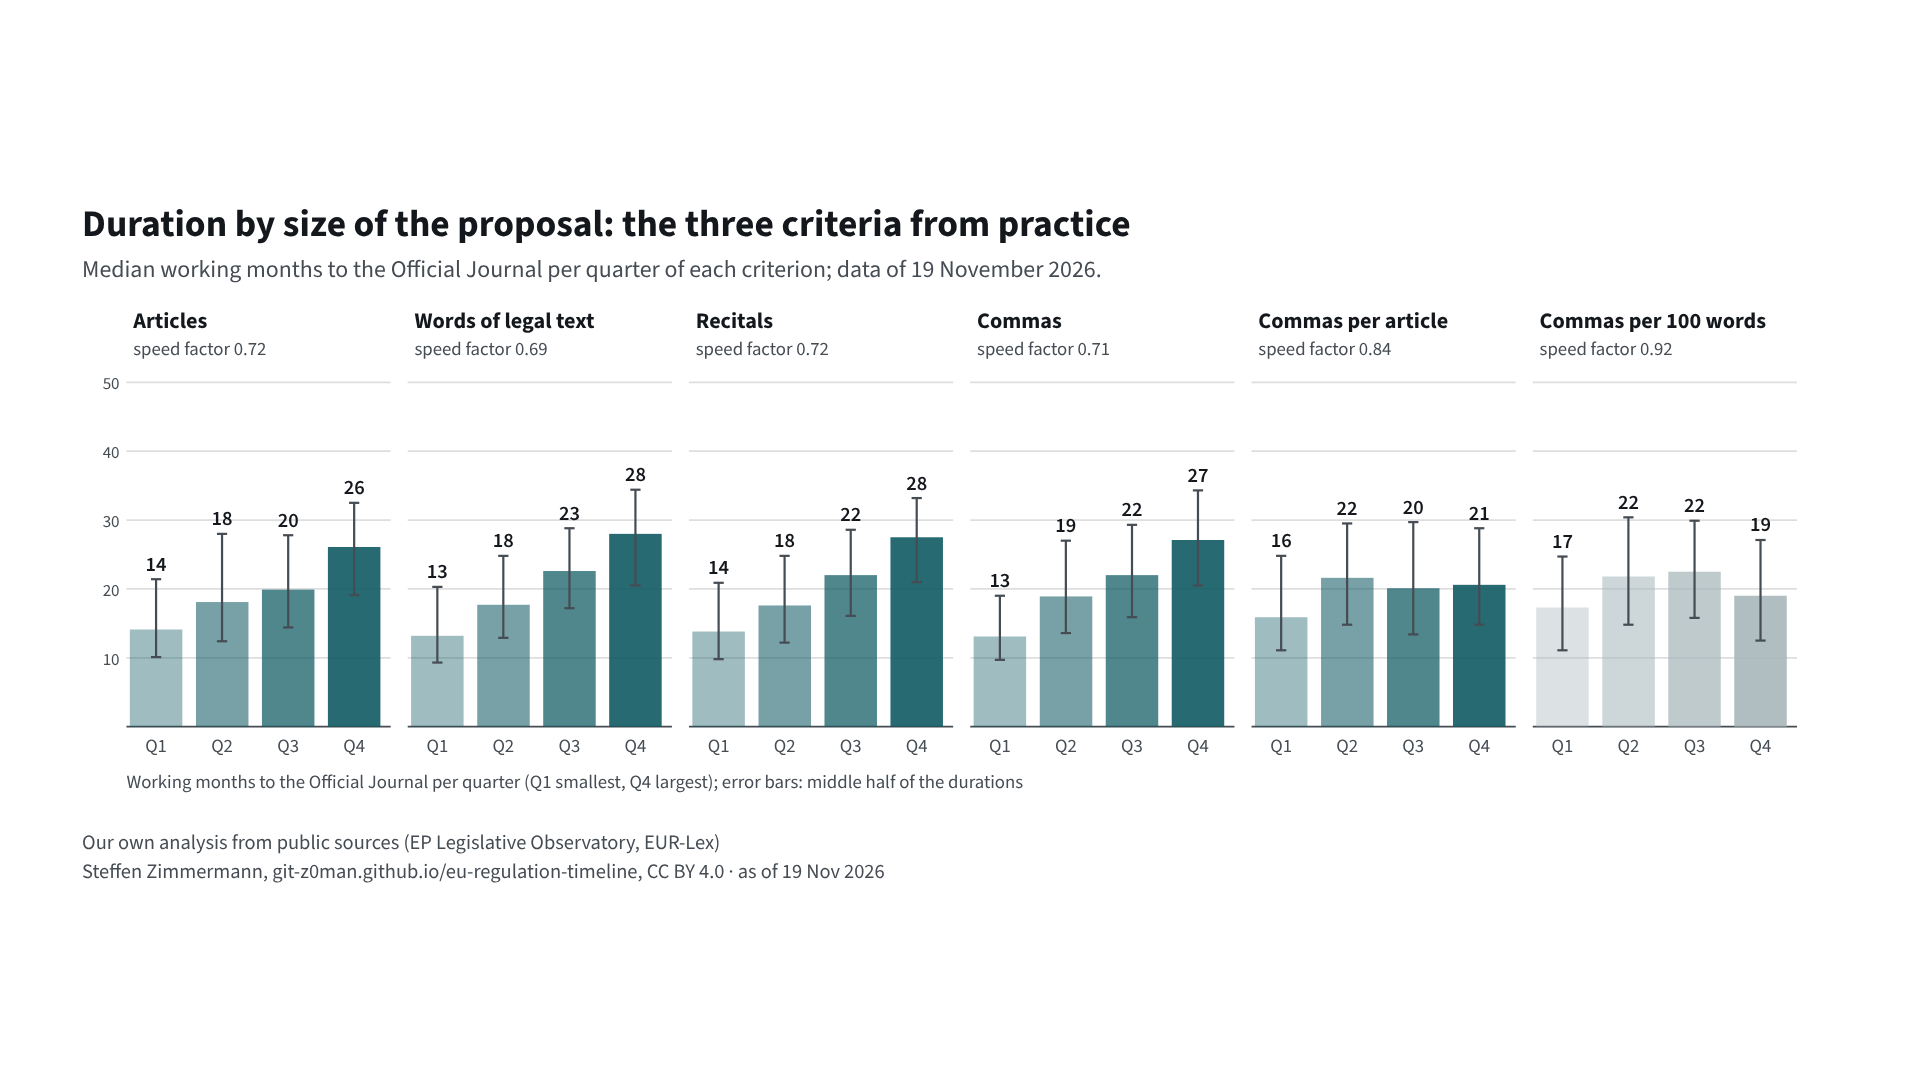 Duration by size of the proposal: the three criteria from practice
Median working months to the Official Journal per quarter of each criterion; data of 19 November 2026.
Articles
speed factor 0.72
Words of legal text
speed factor 0.69
Recitals
speed factor 0.72
Commas
speed factor 0.71
Commas per article
speed factor 0.84
Commas per 100 words
speed factor 0.92
50
40
30
20
10
14 18 20 26
13 18 23 28
14 18 22 28
13 19 22 27
16 22 20 21
17 22 22 19
Q1 Q2 Q3 Q4
Q1 Q2 Q3 Q4
Q1 Q2 Q3 Q4
Q1 Q2 Q3 Q4
Q1 Q2 Q3 Q4
Q1 Q2 Q3 Q4
Working months to the Official Journal per quarter (Q1 smallest, Q4 largest); error bars: middle half of the durations
Our own analysis from public sources (EP Legislative Observatory, EUR-Lex)
Steffen Zimmermann, git-z0man.github.io/eu-regulation-timeline, CC BY 4.0 · as of 19 Nov 2026